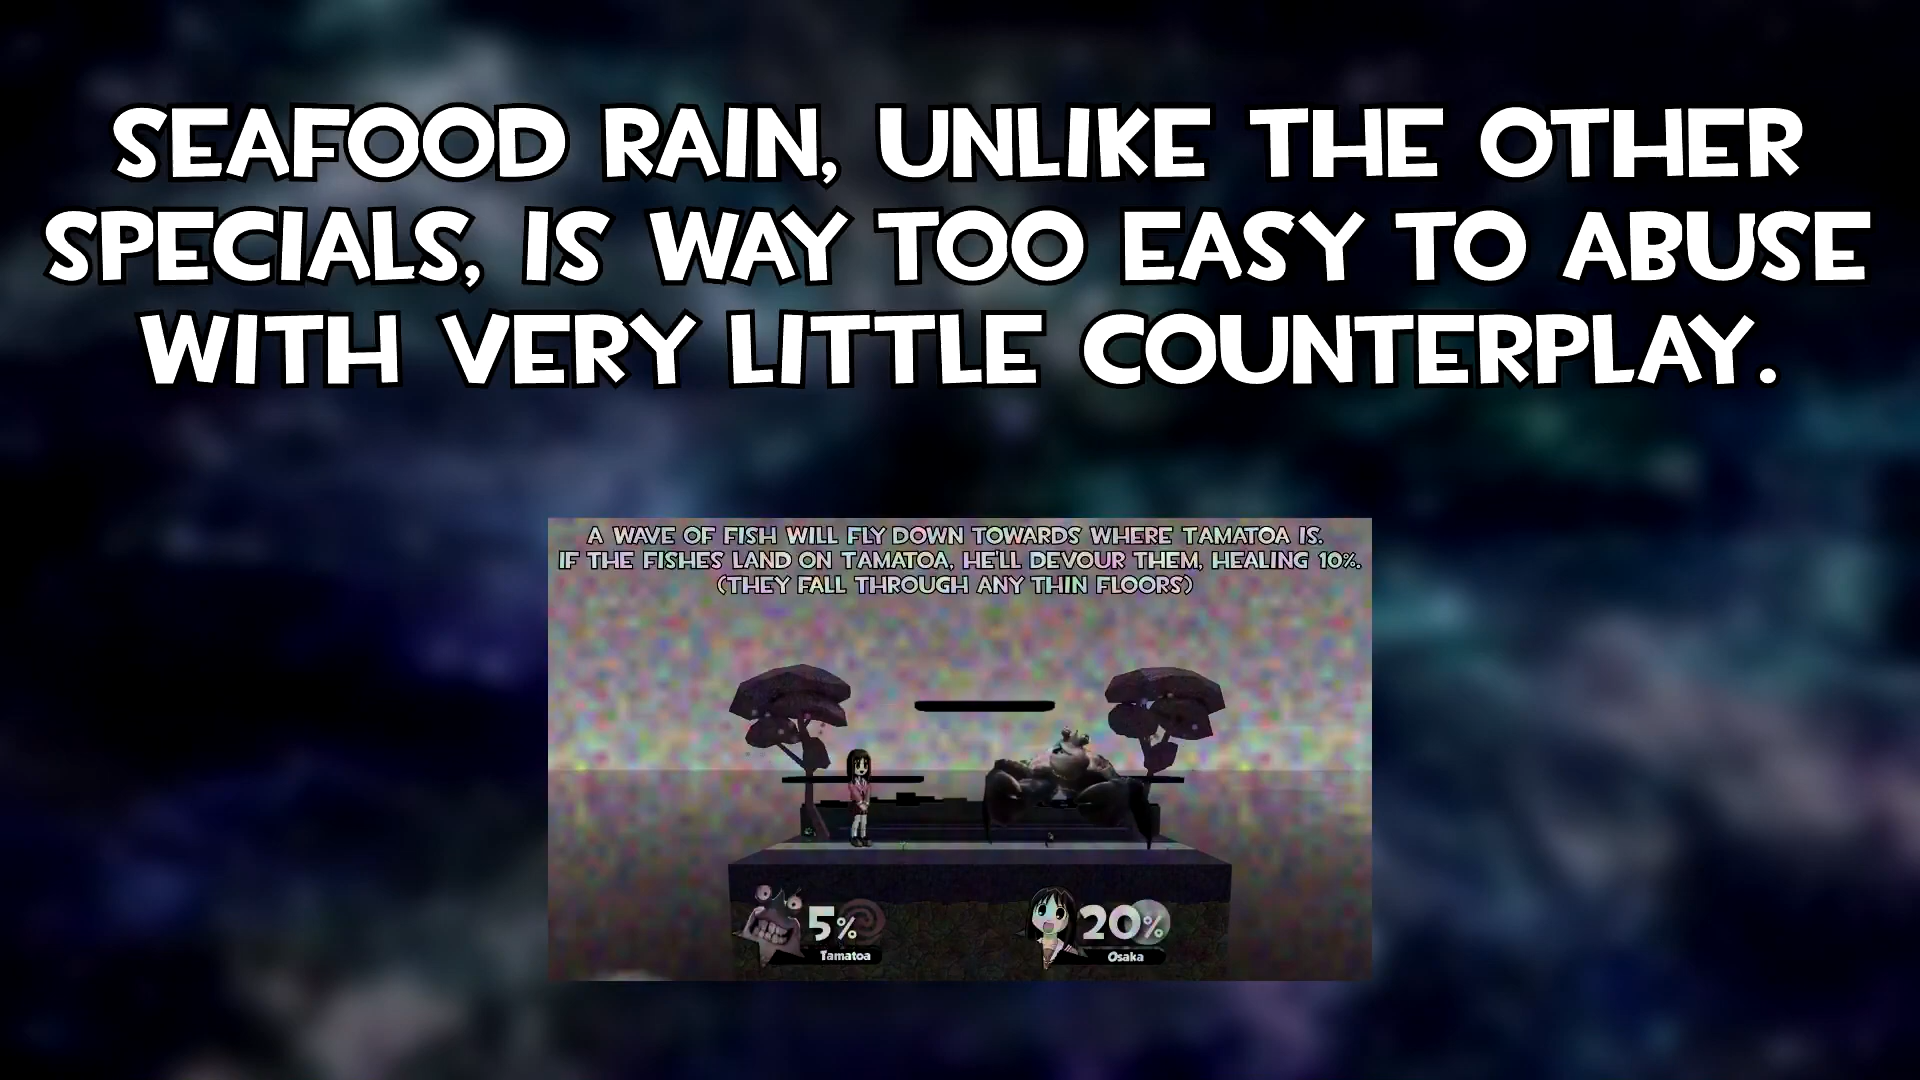 SEAFOOD RAIN, UNLIKE THE OTHER
SPECIALS, IS WAY TOO EASY TO ABUSE
WITH VERY LITTLE COUNTERPLAY.
A WAVE OF FISH WILL FLY DOWN TOWARDS WHERE TAMATOA IS.
IF THE FISHES LAND ON TAMATOA, HE'LL DEVOUR THEM, HEALING 10%.
(THEY FALL THROUGH ANY THIN FLOORS)
5%
Tamatoa
20%
Osaka